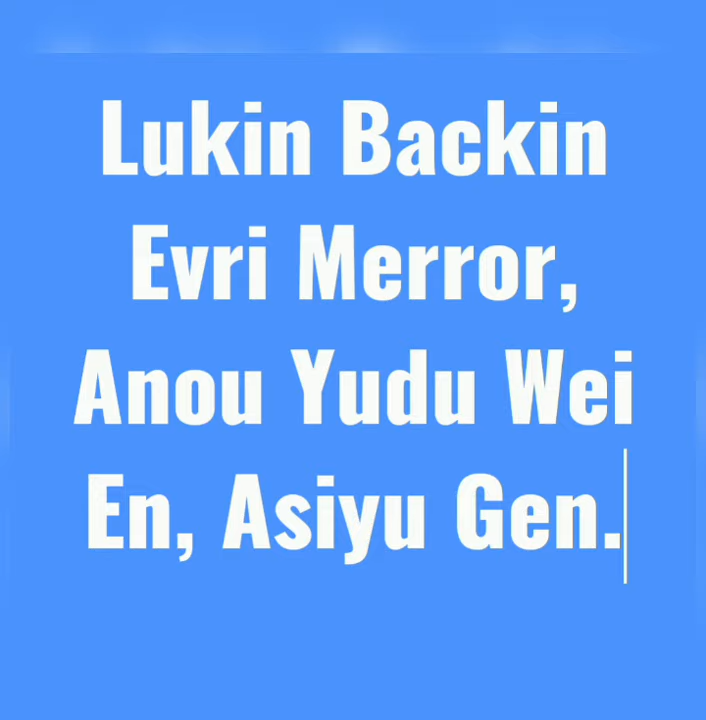 Lukin Backin
Evri Merror,
Anou Yudu Wei
En, Asiyu Gen.